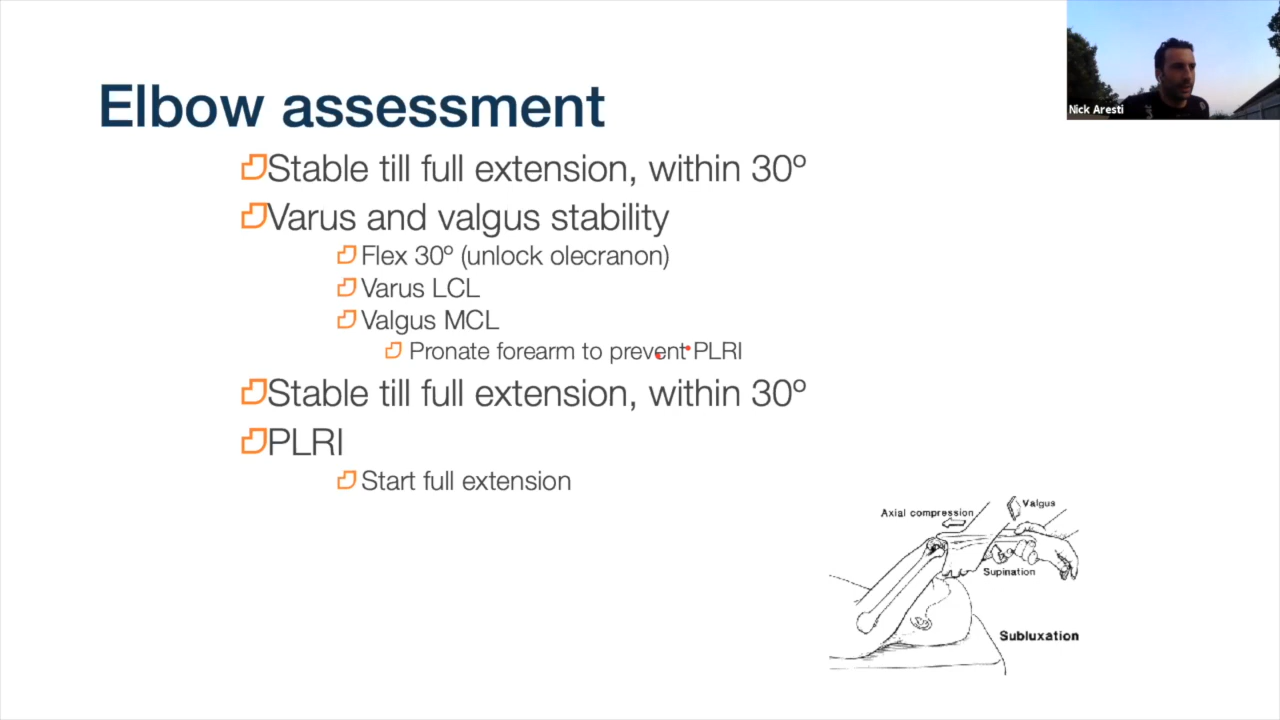 Elbow assessment
Stable till full extension, within 30º
Varus and valgus stability
Flex 30º (unlock olecranon)
Varus LCL
Valgus MCL
Pronate forearm to prevent PLRI
Stable till full extension, within 30º
PLRI
Start full extension
Nick Aresti
Axial compression
Valgus
Supination
Subluxation